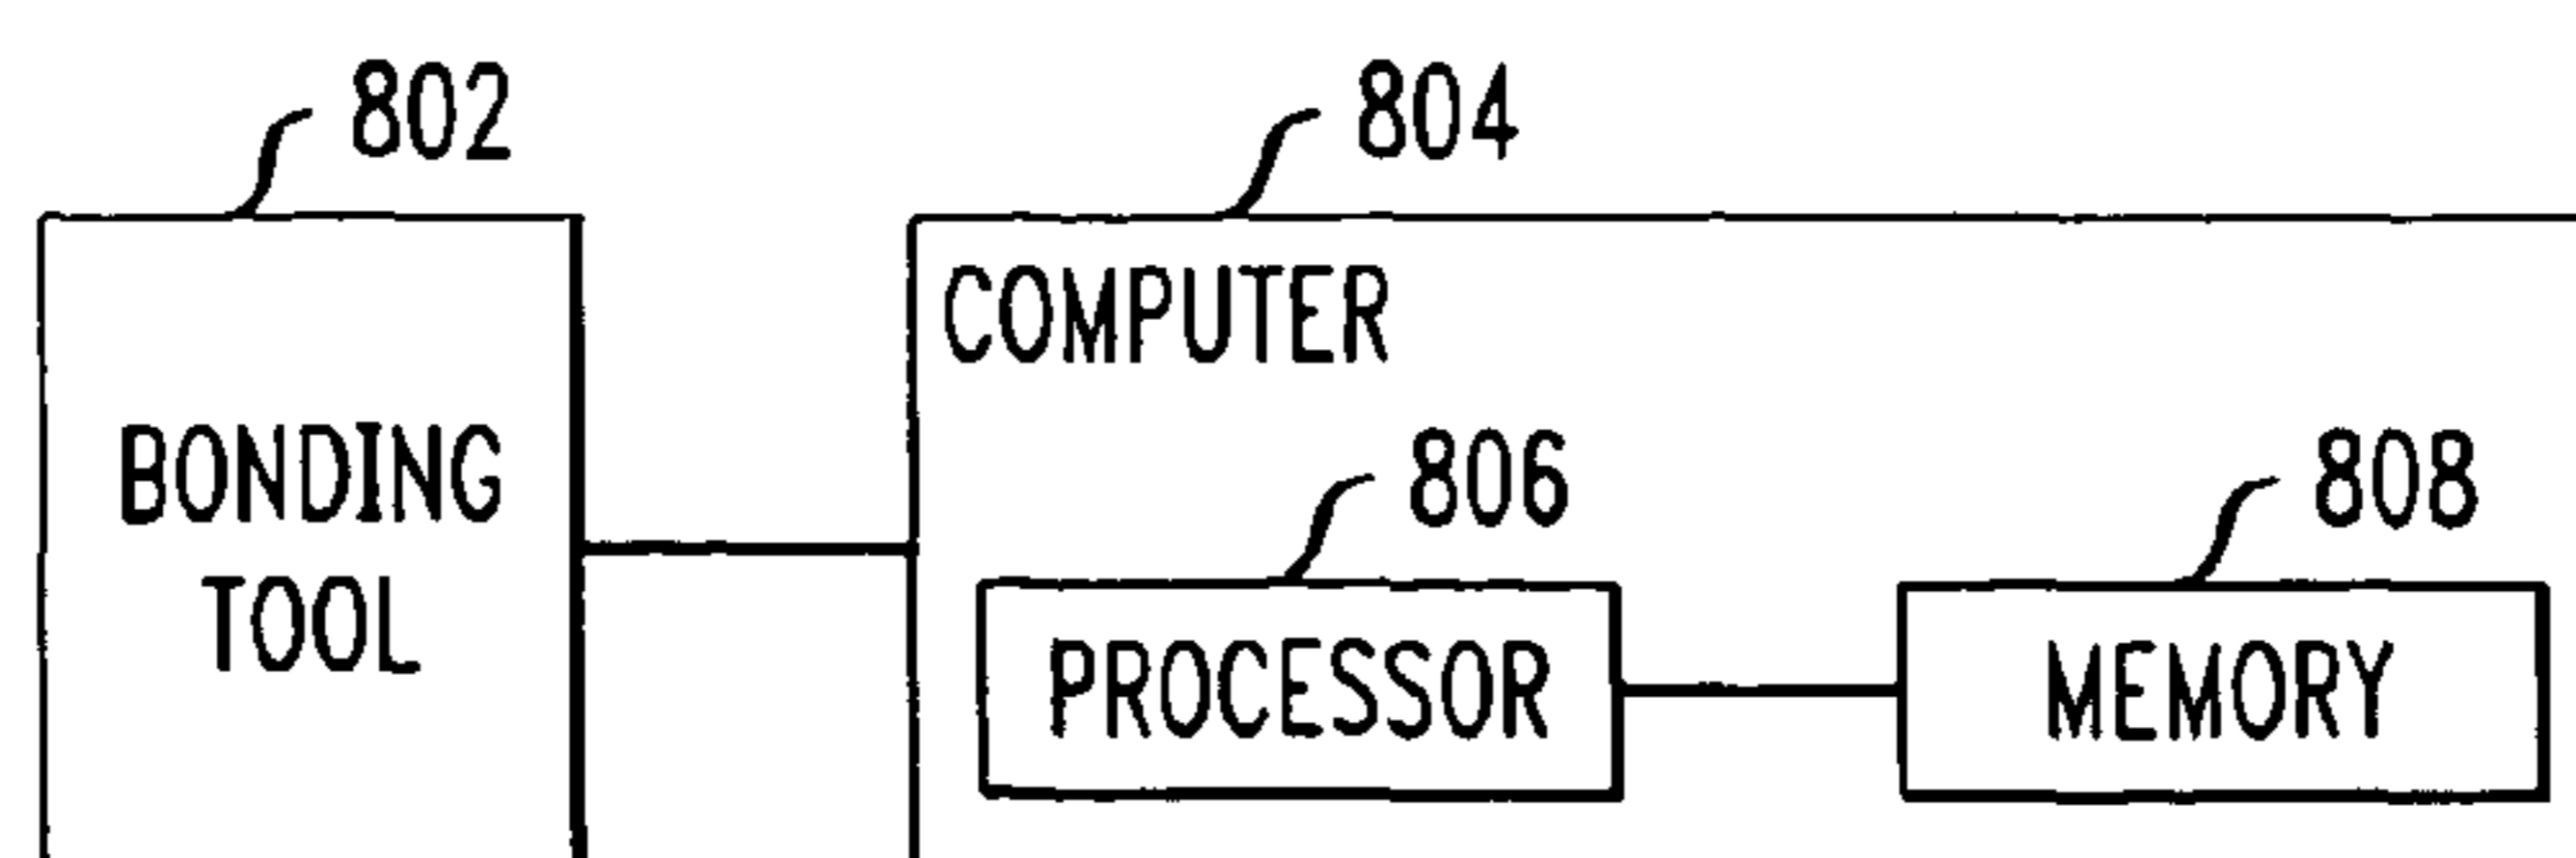 802
804
COMPUTER
BONDING
TOOL
806
808
PROCESSOR
MEMORY